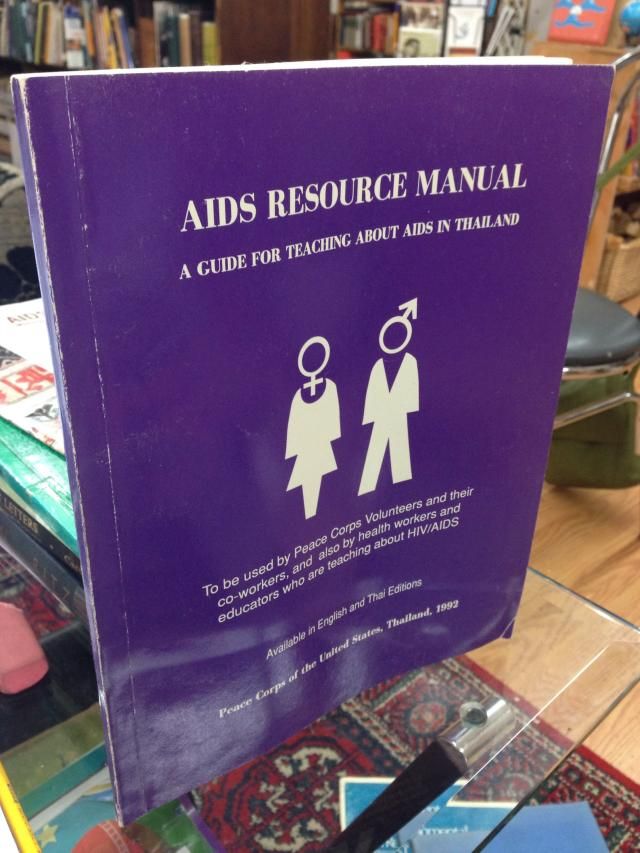 AIDS RESOURCE MANUAL
A GUIDE FOR TEACHING ABOUT AIDS IN THAILAND
To be used by Peace Corps Volunteers and their
co-workers, and also by health workers and
educators who are teaching about HIV/AIDS
Available in English and Thai Editions
Peace Corps of the United States, Thailand, 1992
LETTERS